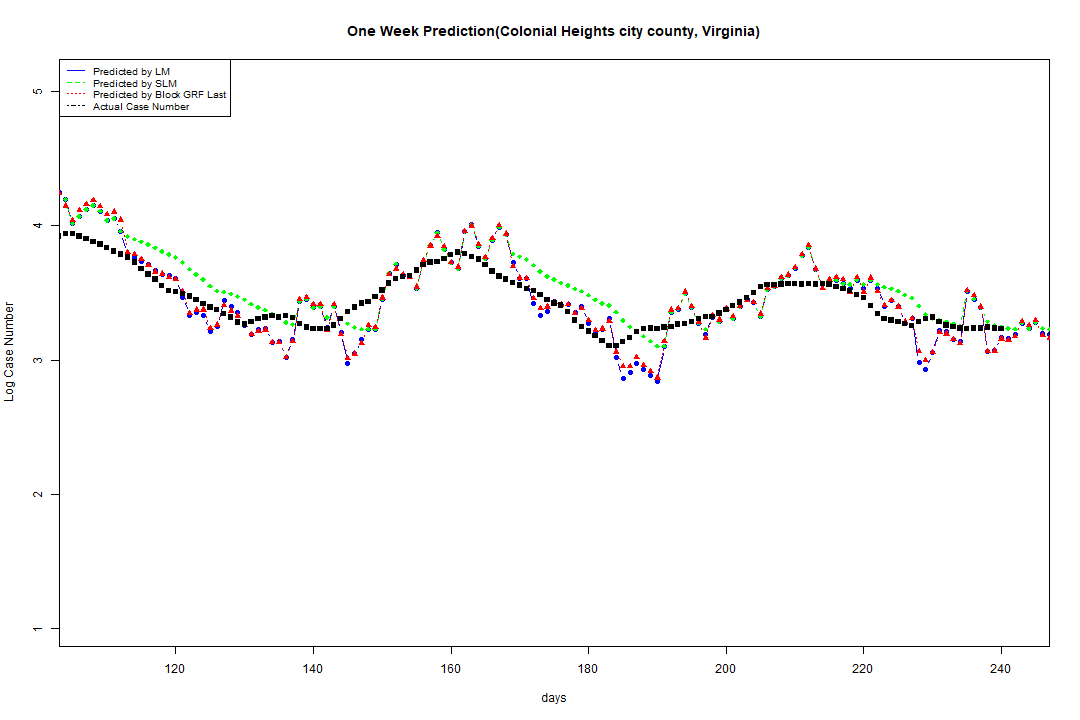 One Week Prediction(Colonial Heights city county, Virginia)
Predicted by LM
Predicted by SLM
Predicted by Block GRF Last
Actual Case Number
5
4
3
2
1
Log Case Number
120 140 160 180 200 220 240
days